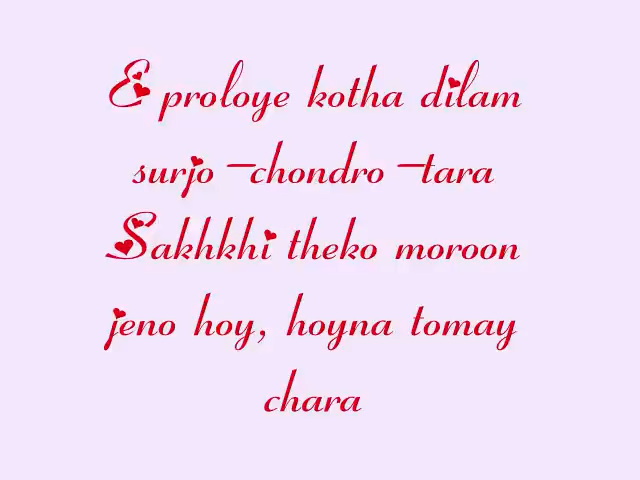 E proloye kotha dilam
surjo -chondro -tara
Sakhkhi theko moroon
jeno hoy, hoyna tomay
chara